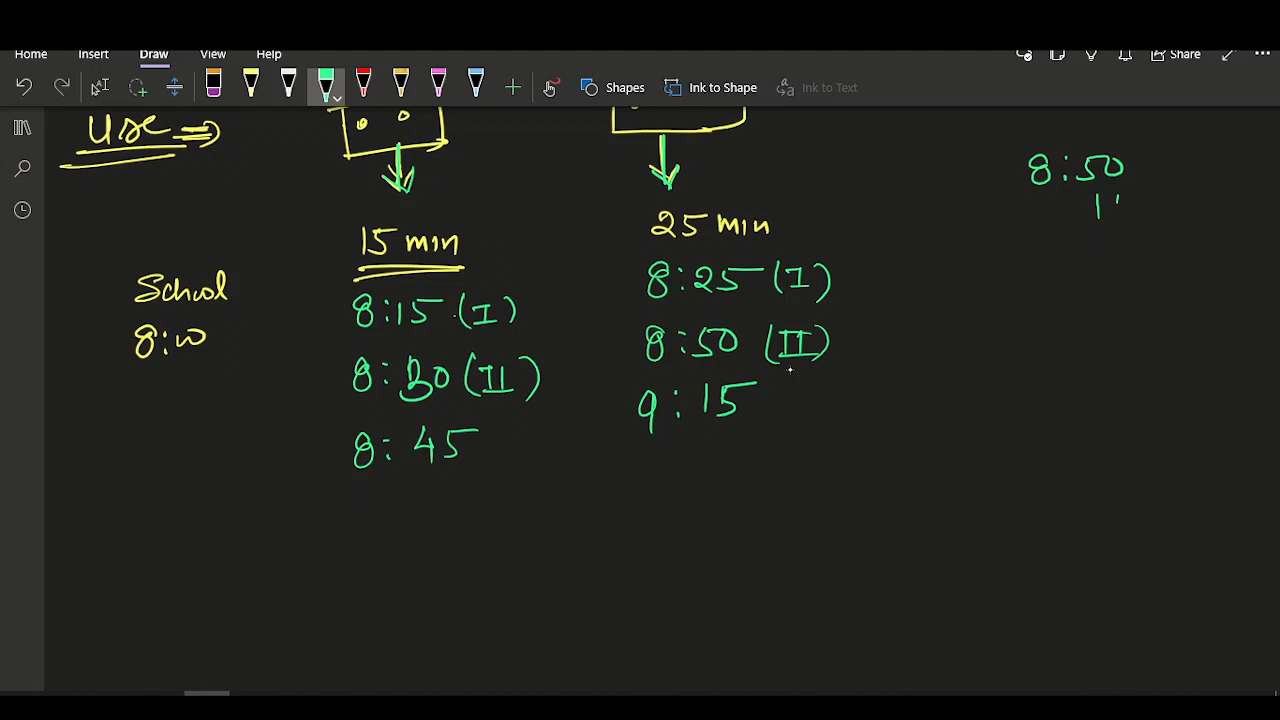 Home Insert Draw View Help Share
Shapes Ink to Shape Ink to Text
Use ⇒
8:50
15 min
25 min
School
8:15 (I)
8:25 (I)
8:00
8:30 (II)
8:50 (II)
8:45
9:15